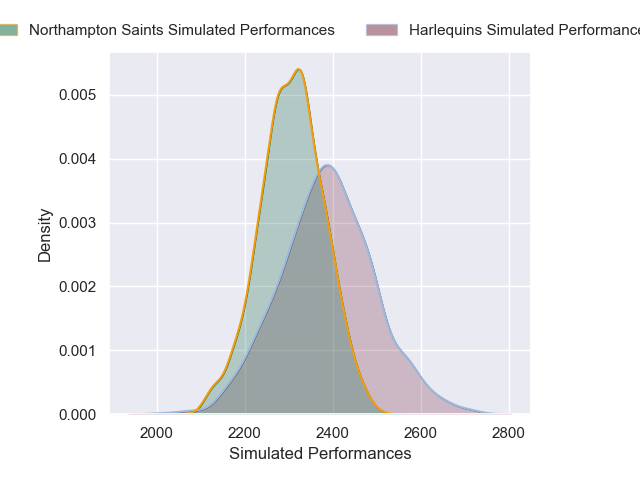 Northampton Saints Simulated Performances
Harlequins Simulated Performance
0.005
0.004
0.003
0.002
0.001
0.000
Density
2000 2200 2400 2600 2800
Simulated Performances